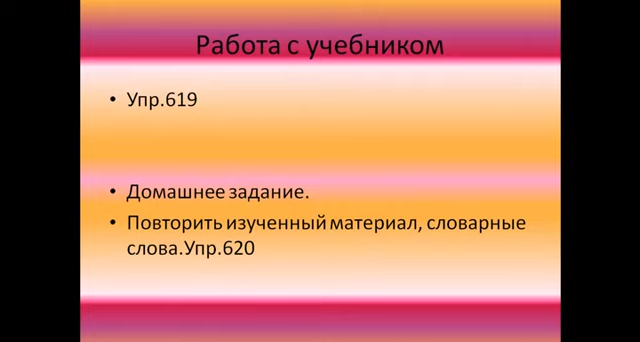 Работа с учебником
• Упр.619
• Домашнее задание.
• Повторить изученный материал, словарные
слова.Упр.620